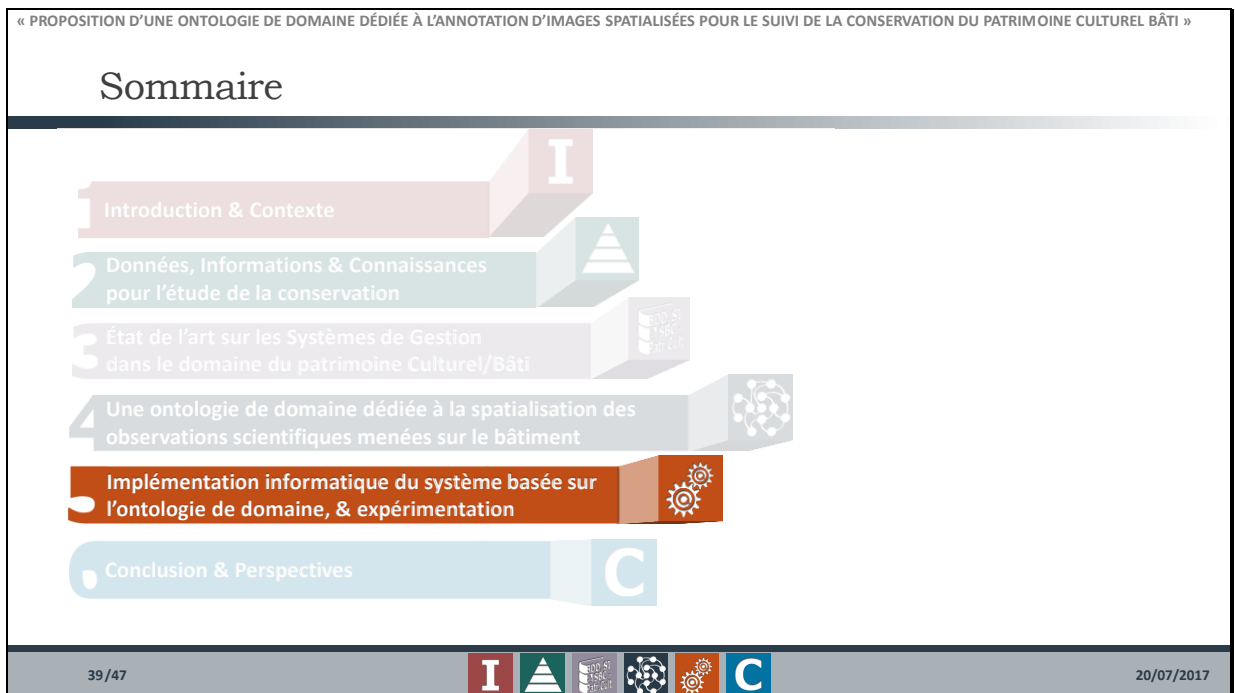 « PROPOSITION D'UNE ONTOLOGIE DE DOMAINE DÉDIÉE À L'ANNOTATION D'IMAGES SPATIALISÉES POUR LE SUIVI DE LA CONSERVATION DU PATRIMOINE CULTUREL BÂTI »
Sommaire
I
1 Introduction & Contexte
2 Données, Informations & Connaissances
pour l'étude de la conservation
3 État de l'art sur les Systèmes de Gestion
dans le domaine du patrimoine Culturel/Bâti
4 Une ontologie de domaine dédiée à la spatialisation des
observations scientifiques menées sur le bâtiment
Implémentation informatique du système basée sur
l'ontologie de domaine, & expérimentation
Conclusion & Perspectives
C
39/47
I
C
20/07/2017